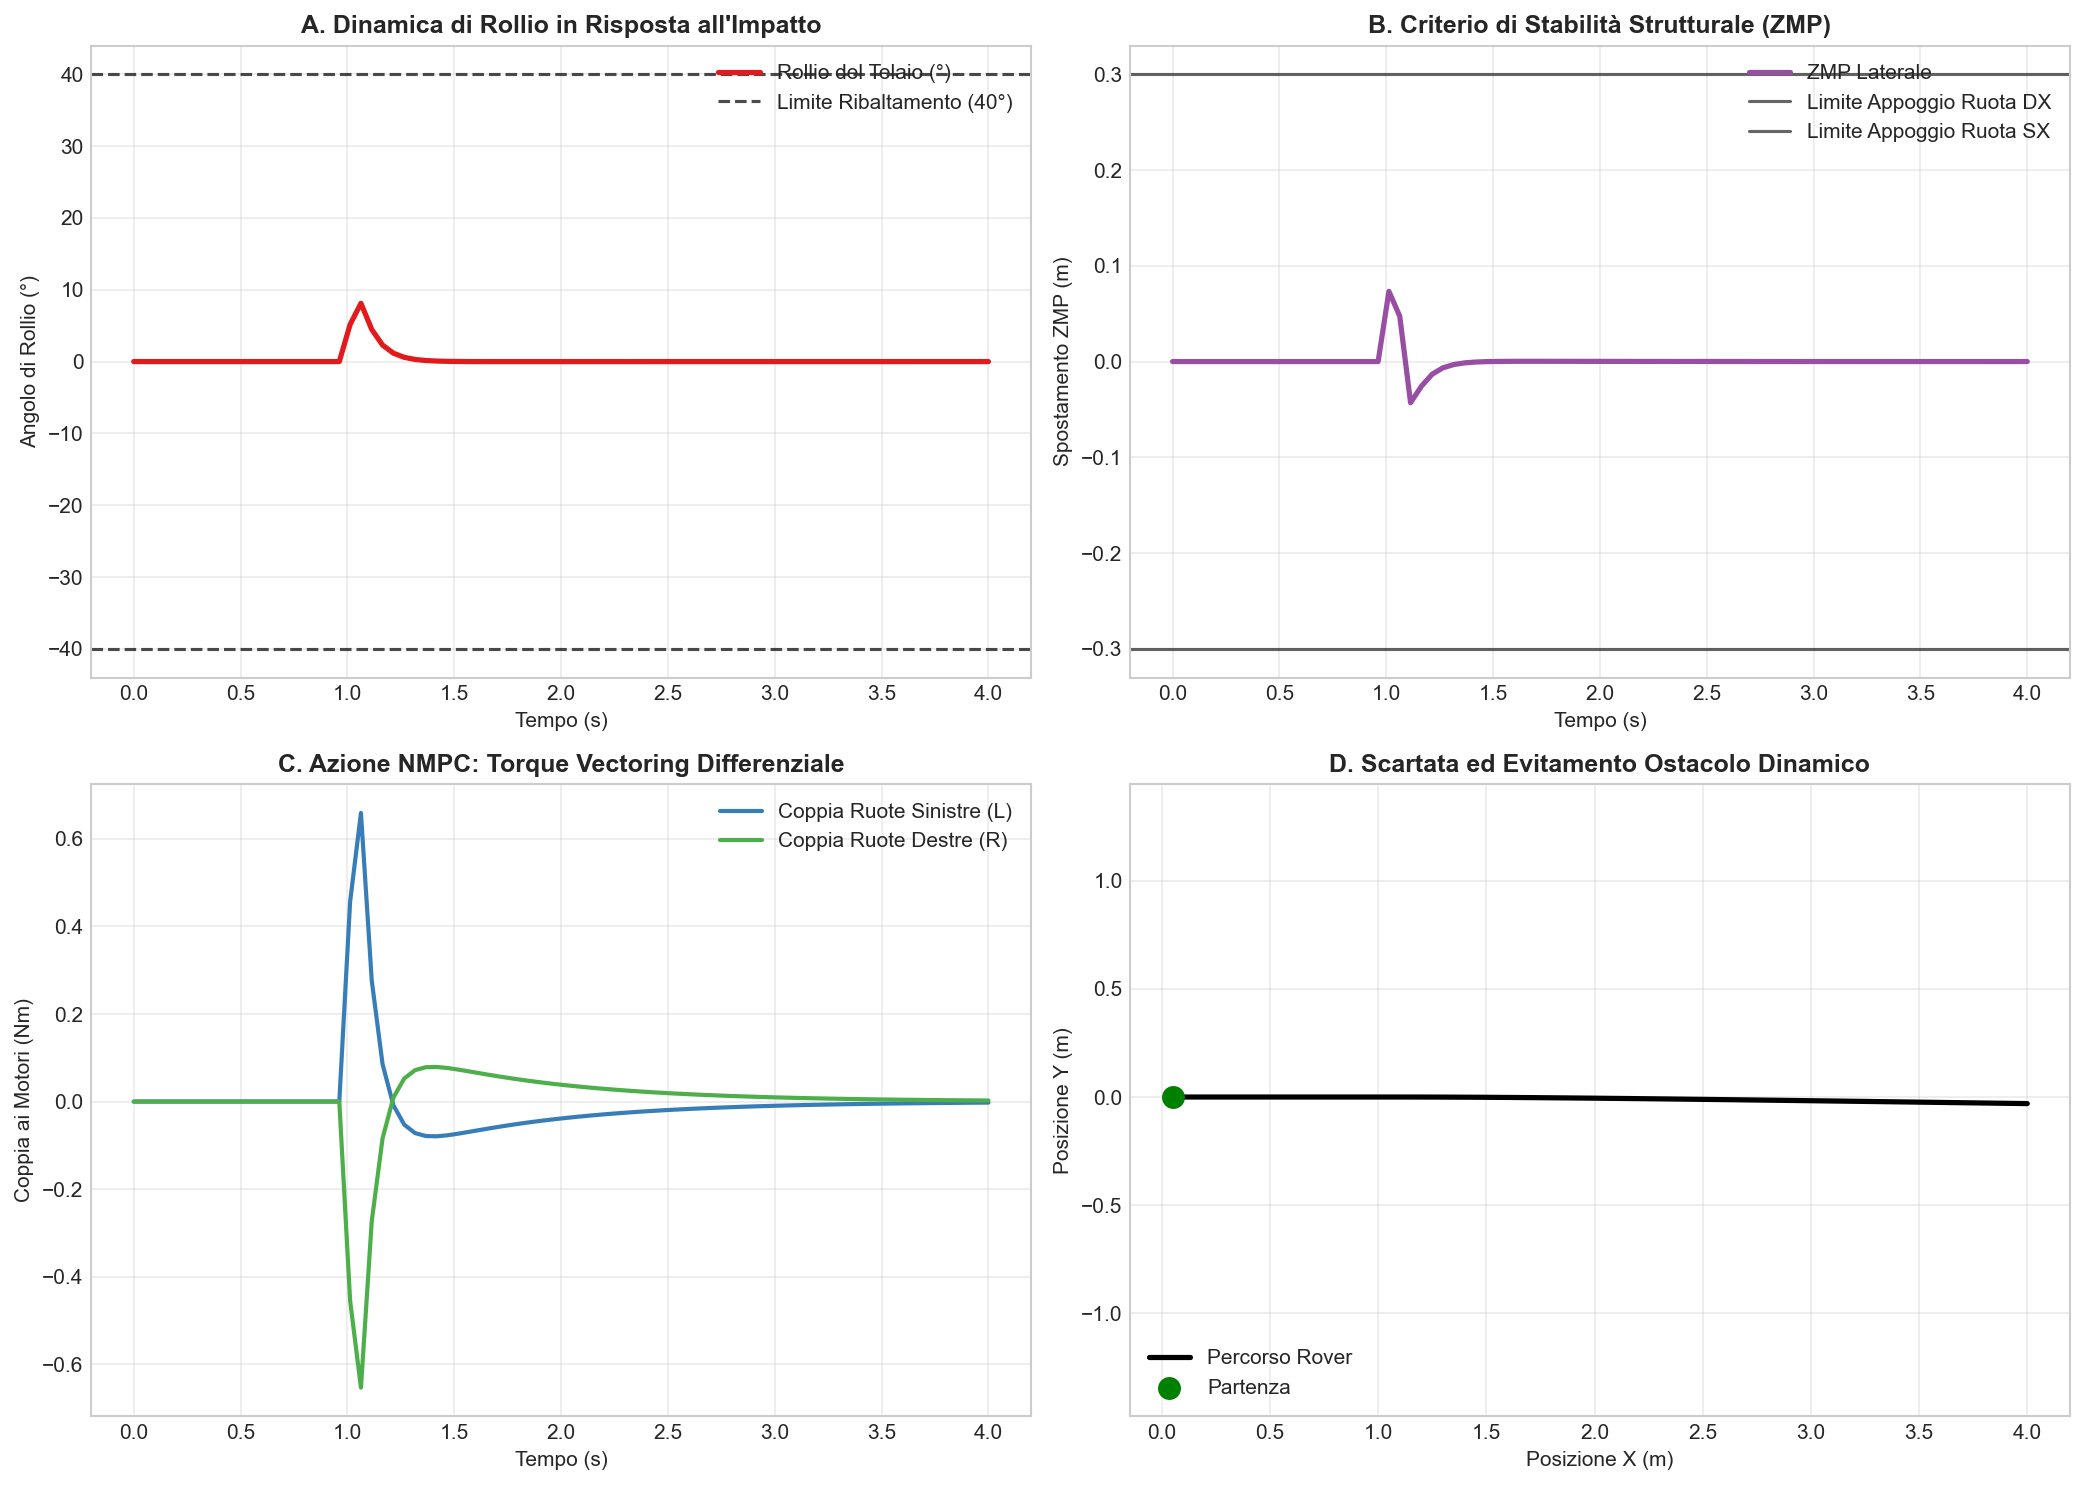 A. Dinamica di Rollio in Risposta all'Impatto
40
30
20
10
0
−10
−20
−30
−40
Angolo di Rollio (°)
Rollio del Telaio (°)
Limite Ribaltamento (40°)
0.0 0.5 1.0 1.5 2.0 2.5 3.0 3.5 4.0
Tempo (s)
B. Criterio di Stabilità Strutturale (ZMP)
0.3
0.2
0.1
0.0
−0.1
−0.2
−0.3
Spostamento ZMP (m)
ZMP Laterale
Limite Appoggio Ruota DX
Limite Appoggio Ruota SX
0.0 0.5 1.0 1.5 2.0 2.5 3.0 3.5 4.0
Tempo (s)
C. Azione NMPC: Torque Vectoring Differenziale
0.6
0.4
0.2
0.0
−0.2
−0.4
−0.6
Coppia ai Motori (Nm)
Coppia Ruote Sinistre (L)
Coppia Ruote Destre (R)
0.0 0.5 1.0 1.5 2.0 2.5 3.0 3.5 4.0
Tempo (s)
D. Scartata ed Evitamento Ostacolo Dinamico
1.0
0.5
0.0
−0.5
−1.0
Posizione Y (m)
Percorso Rover
Partenza
0.0 0.5 1.0 1.5 2.0 2.5 3.0 3.5 4.0
Posizione X (m)